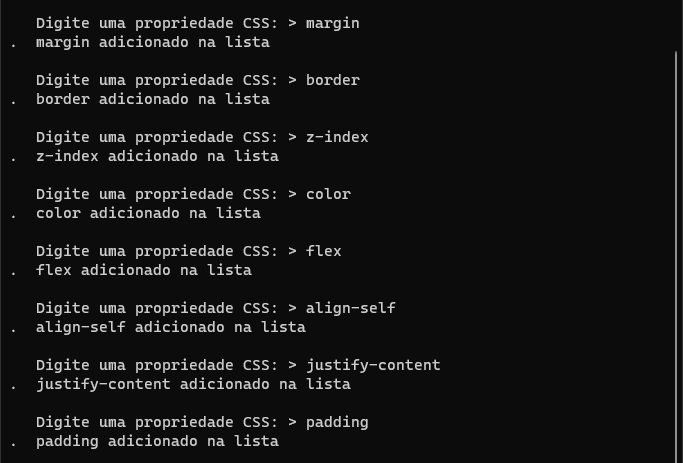 Digite uma propriedade CSS: > margin
. margin adicionado na lista
Digite uma propriedade CSS: > border
. border adicionado na lista
Digite uma propriedade CSS: > z-index
. z-index adicionado na lista
Digite uma propriedade CSS: > color
. color adicionado na lista
Digite uma propriedade CSS: > flex
. flex adicionado na lista
Digite uma propriedade CSS: > align-self
. align-self adicionado na lista
Digite uma propriedade CSS: > justify-content
. justify-content adicionado na lista
Digite uma propriedade CSS: > padding
. padding adicionado na lista